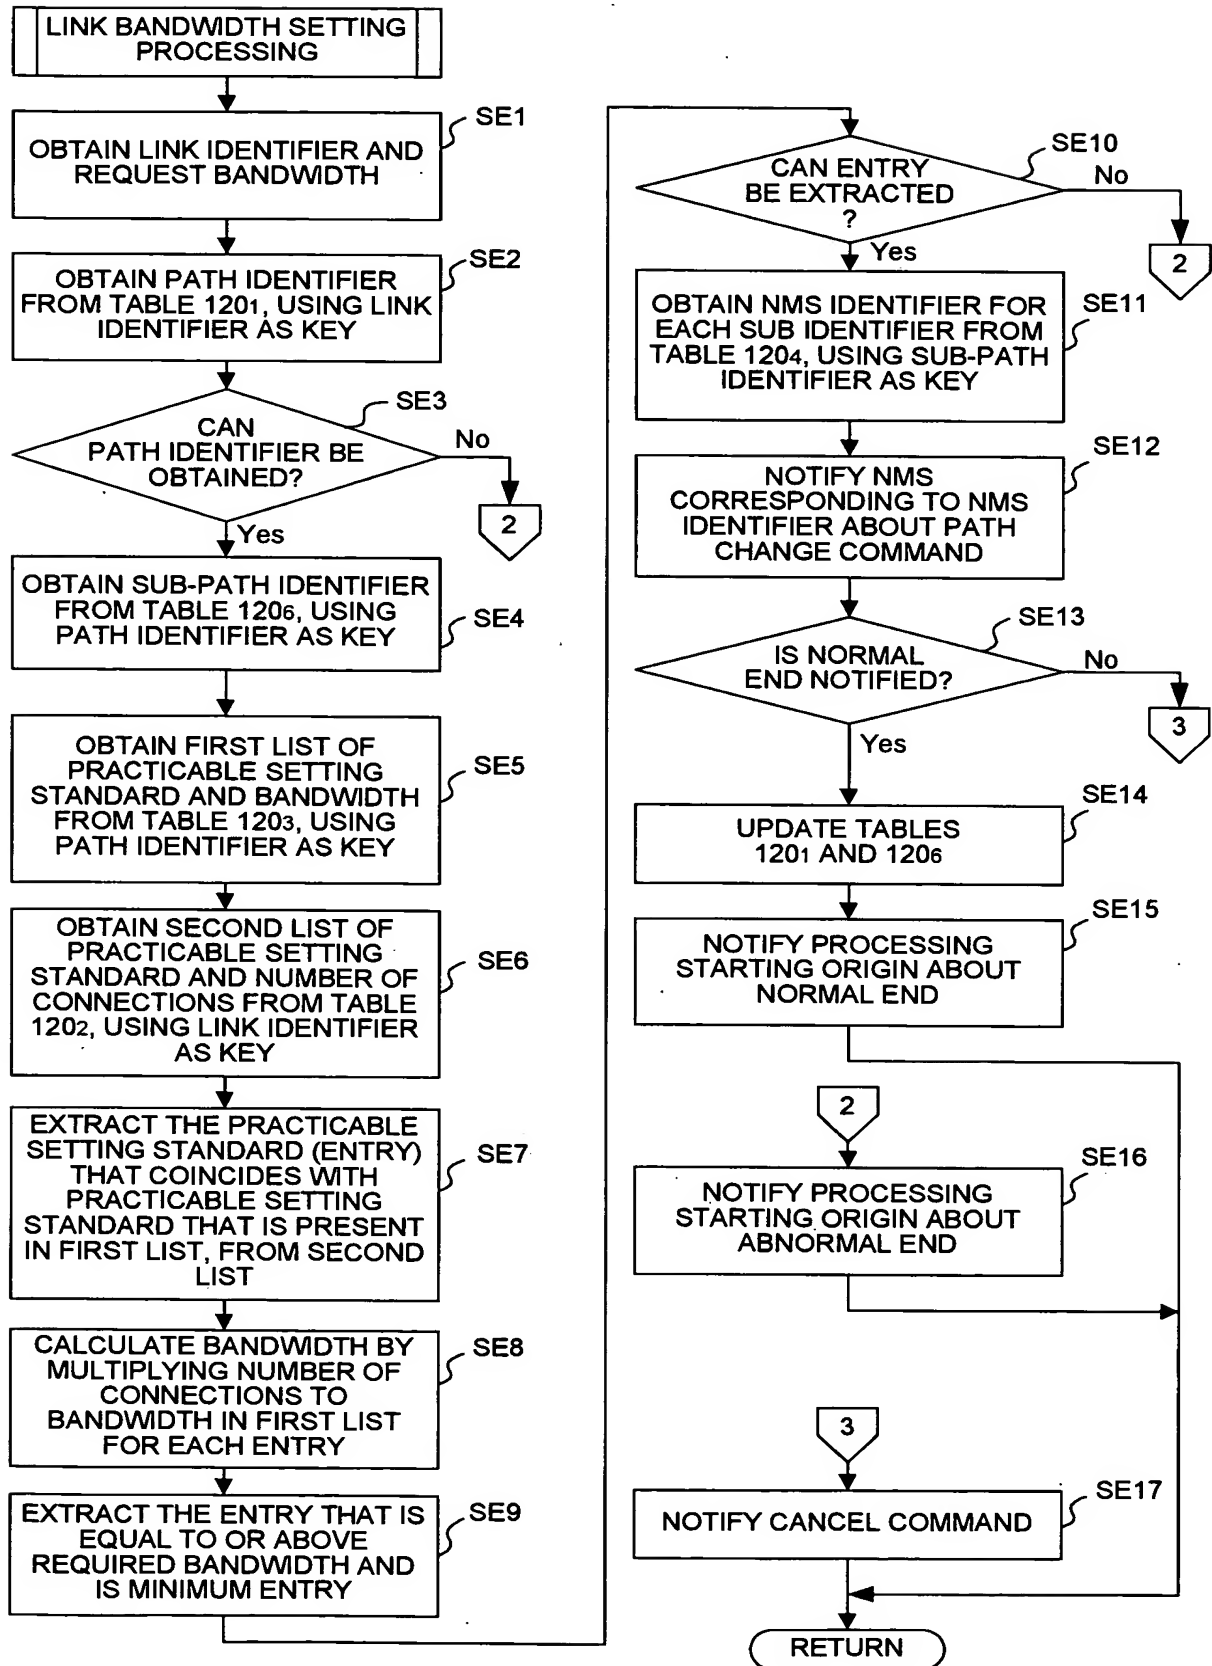 LINK BANDWIDTH SETTING
PROCESSING
SE1
OBTAIN LINK IDENTIFIER AND
REQUEST BANDWIDTH
SE2
OBTAIN PATH IDENTIFIER
FROM TABLE 1201, USING LINK
IDENTIFIER AS KEY
SE3
CAN
PATH IDENTIFIER BE
OBTAINED?
No
2
Yes
OBTAIN SUB-PATH IDENTIFIER
FROM TABLE 1206, USING
PATH IDENTIFIER AS KEY
SE4
OBTAIN FIRST LIST OF
PRACTICABLE SETTING
STANDARD AND BANDWIDTH
FROM TABLE 1203, USING
PATH IDENTIFIER AS KEY
SE5
OBTAIN SECOND LIST OF
PRACTICABLE SETTING
STANDARD AND NUMBER OF
CONNECTIONS FROM TABLE
1202, USING LINK IDENTIFIER
AS KEY
SE6
EXTRACT THE PRACTICABLE
SETTING STANDARD (ENTRY)
THAT COINCIDES WITH
PRACTICABLE SETTING
STANDARD THAT IS PRESENT
IN FIRST LIST, FROM SECOND
LIST
SE7
CALCULATE BANDWIDTH BY
MULTIPLYING NUMBER OF
CONNECTIONS TO
BANDWIDTH IN FIRST LIST
FOR EACH ENTRY
SE8
EXTRACT THE ENTRY THAT IS
EQUAL TO OR ABOVE
REQUIRED BANDWIDTH AND
IS MINIMUM ENTRY
SE9
SE10
CAN ENTRY
BE EXTRACTED
?
No
2
Yes
OBTAIN NMS IDENTIFIER FOR
EACH SUB IDENTIFIER FROM
TABLE 1204, USING SUB-PATH
IDENTIFIER AS KEY
SE11
SE12
NOTIFY NMS
CORRESPONDING TO NMS
IDENTIFIER ABOUT PATH
CHANGE COMMAND
SE13
IS NORMAL
END NOTIFIED?
No
3
Yes
SE14
UPDATE TABLES
1201 AND 1206
SE15
NOTIFY PROCESSING
STARTING ORIGIN ABOUT
NORMAL END
2
SE16
NOTIFY PROCESSING
STARTING ORIGIN ABOUT
ABNORMAL END
3
SE17
NOTIFY CANCEL COMMAND
RETURN